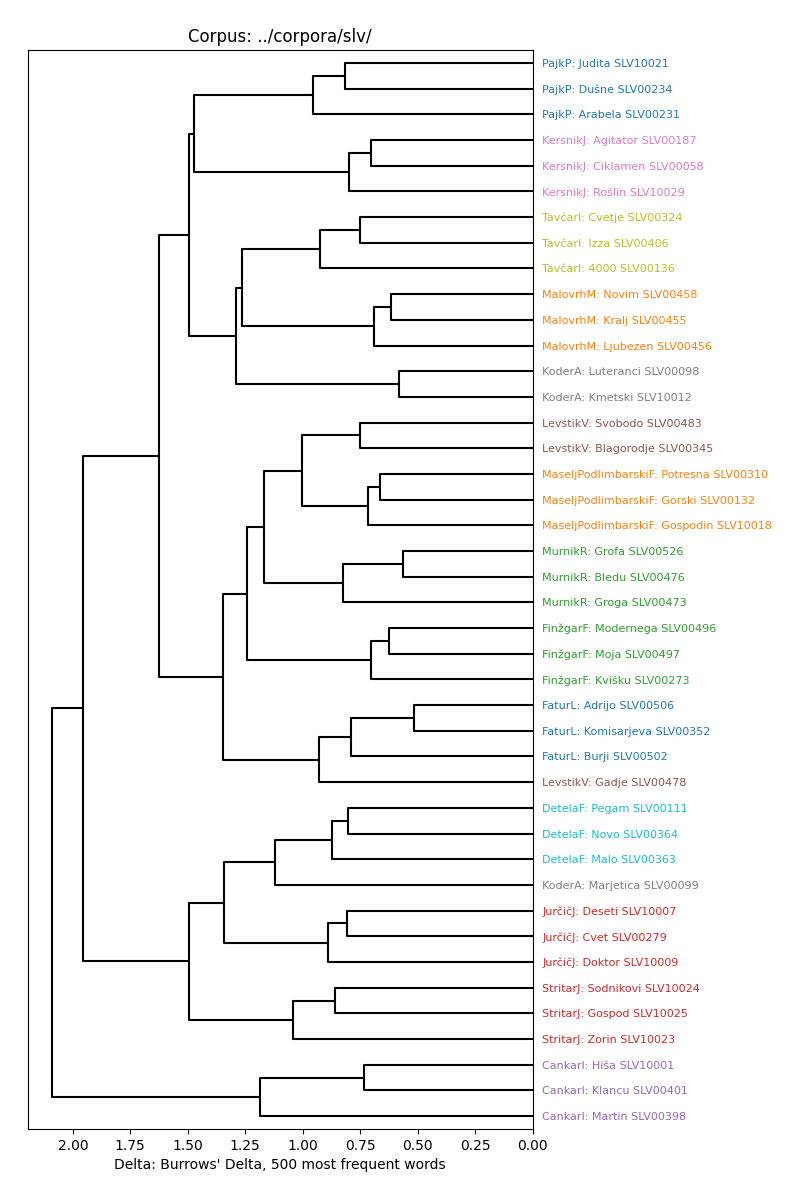 Corpus: ../corpora/slv/
PajkP: Judita SLV10021
PajkP: Dušne SLV00234
PajkP: Arabela SLV00231
KersnikJ: Agitator SLV00187
KersnikJ: Ciklamen SLV00058
KersnikJ: Rošlin SLV10029
TavčarI: Cvetje SLV00324
TavčarI: Izza SLV00406
TavčarI: 4000 SLV00136
MalovrhM: Novim SLV00458
MalovrhM: Kralj SLV00455
MalovrhM: Ljubezen SLV00456
KoderA: Luteranci SLV00098
KoderA: Kmetski SLV10012
LevstikV: Svobodo SLV00483
LevstikV: Blagorodje SLV00345
MaseljPodlimbarskiF: Potresna SLV00310
MaseljPodlimbarskiF: Gorski SLV00132
MaseljPodlimbarskiF: Gospodin SLV10018
MurnikR: Grofa SLV00526
MurnikR: Bledu SLV00476
MurnikR: Groga SLV00473
FinžgarF: Modernega SLV00496
FinžgarF: Moja SLV00497
FinžgarF: Kvišku SLV00273
FaturL: Adrijo SLV00506
FaturL: Komisarjeva SLV00352
FaturL: Burji SLV00502
LevstikV: Gadje SLV00478
DetelaF: Pegam SLV00111
DetelaF: Novo SLV00364
DetelaF: Malo SLV00363
KoderA: Marjetica SLV00099
JurčičJ: Deseti SLV10007
JurčičJ: Cvet SLV00279
JurčičJ: Doktor SLV10009
StritarJ: Sodnikovi SLV10024
StritarJ: Gospod SLV10025
StritarJ: Zorin SLV10023
CankarI: Hiša SLV10001
CankarI: Klancu SLV00401
CankarI: Martin SLV00398
2.00 1.75 1.50 1.25 1.00 0.75 0.50 0.25 0.00
Delta: Burrows' Delta, 500 most frequent words